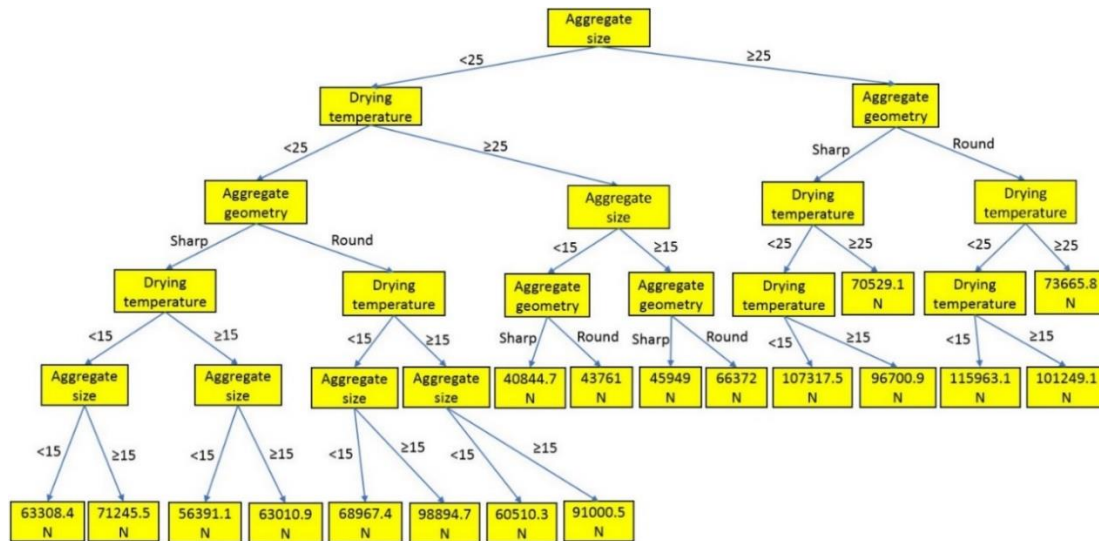 Aggregate
size
<25
≥25
Drying
temperature
Aggregate
geometry
<25
≥25
Sharp
Round
Aggregate
geometry
Aggregate
size
Drying
temperature
Drying
temperature
Sharp
Round
<15
≥15
<25
≥25
<25
≥25
Drying
temperature
Drying
temperature
Aggregate
geometry
Aggregate
geometry
Drying
temperature
70529.1
N
Drying
temperature
73665.8
N
<15
≥15
<15
≥15
Sharp
Round
Sharp
Round
<15
≥15
<15
≥15
Aggregate
size
Aggregate
size
Aggregate
size
Aggregate
size
40844.7
N
43761
N
45949
N
66372
N
107317.5
N
96700.9
N
115963.1
N
101249.1
N
<15
≥15
<15
≥15
<15
≥15
<15
≥15
63308.4
N
71245.5
N
56391.1
N
63010.9
N
68967.4
N
98894.7
N
60510.3
N
91000.5
N